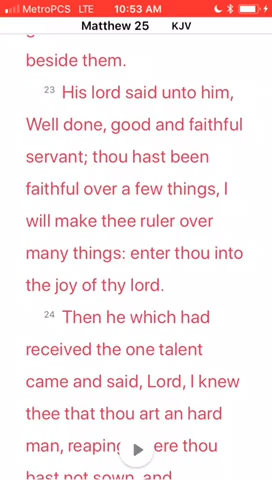 MetroPCS LTE 10:53 AM
Matthew 25 KJV
beside them.
23 His lord said unto him,
Well done, good and faithful
servant; thou hast been
faithful over a few things, I
will make thee ruler over
many things: enter thou into
the joy of thy lord.
24 Then he which had
received the one talent
came and said, Lord, I knew
thee that thou art an hard
man, reaping ere thou
hast not sown, and